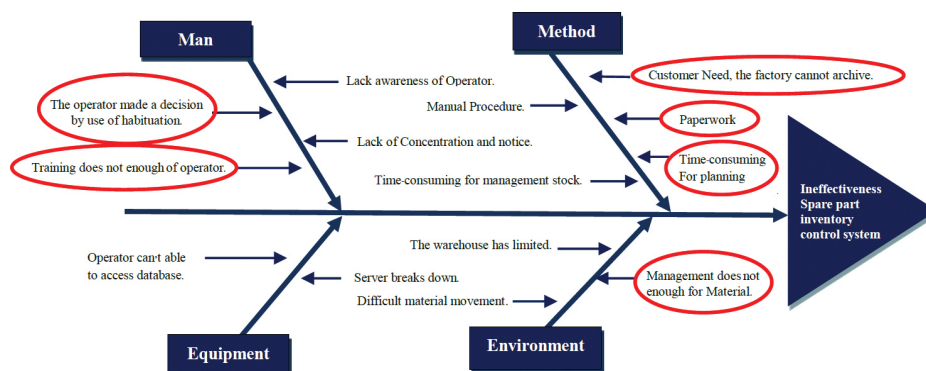 Man
Method
Lack awareness of Operator.
Customer Need, the factory cannot archive.
The operator made a decision
by use of habituation.
Manual Procedure.
Paperwork
Lack of Concentration and notice.
Training does not enough of operator.
Time-consuming
For planning
Time-consuming for management stock.
Ineffectiveness
Spare part
inventory
control system
The warehouse has limited.
Operator can't able
to access database.
Server breaks down.
Management does not
enough for Material.
Difficult material movement.
Equipment
Environment